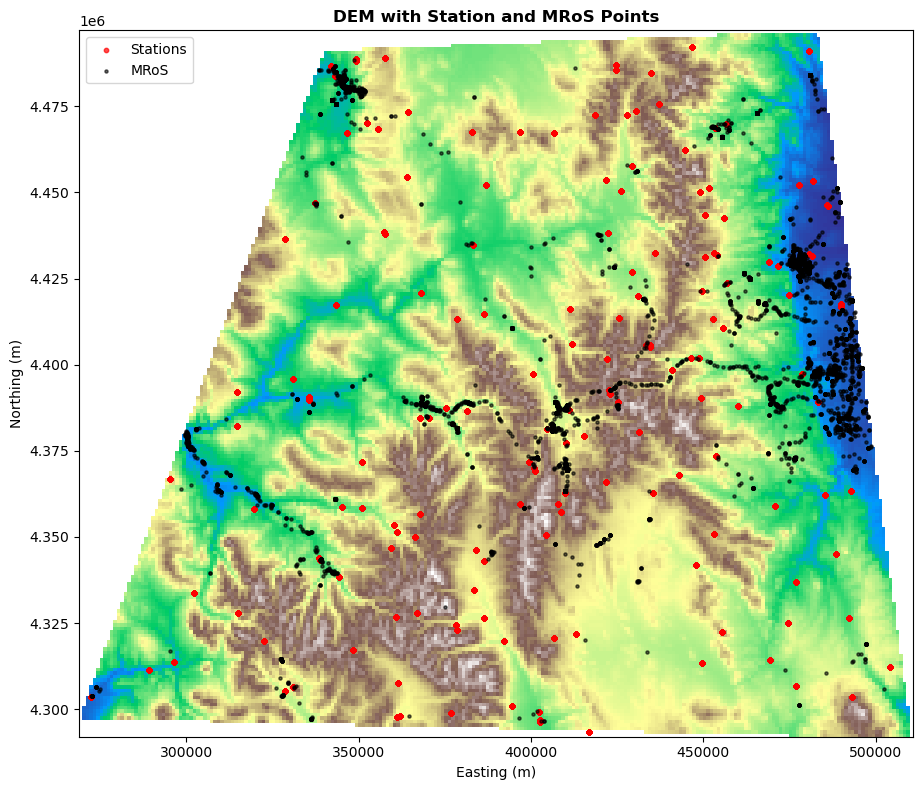 DEM with Station and MRoS Points
1e6
Stations
MRoS
4.475
4.450
4.425
4.400
4.375
4.350
4.325
4.300
Northing (m)
300000 350000 400000 450000 500000
Easting (m)